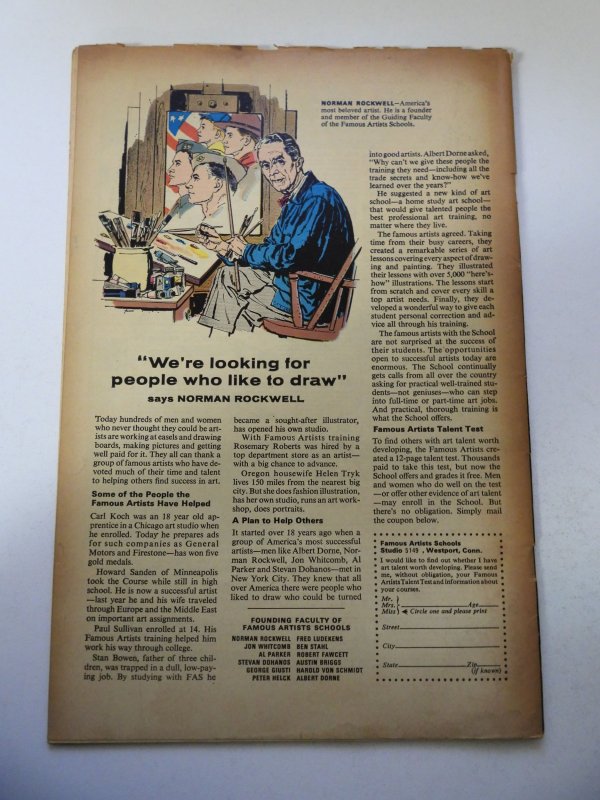 NORMAN ROCKWELL—America's
most beloved artist. He is a founder
and member of the Guiding Faculty
of the Famous Artists Schools.
"We're looking for
people who like to draw"
says NORMAN ROCKWELL
Today hundreds of men and women
who never thought they could be art-
ists are working at easels and drawing
boards, making pictures and getting
well paid for it. They all can thank a
group of famous artists who have de-
voted much of their time and talent
to helping others find success in art.
Some of the People the
Famous Artists Have Helped
Carl Koch was an 18 year old ap-
prentice in a Chicago art studio when
he enrolled. Today he prepares ads
for such companies as General
Motors and Firestone—has won five
gold medals.
Howard Sanden of Minneapolis
took the Course while still in high
school. He is now a successful artist
—last year he and his wife traveled
through Europe and the Middle East
on important art assignments.
Paul Sullivan enrolled at 14. His
Famous Artists training helped him
work his way through college.
Stan Bowen, father of three chil-
dren, was trapped in a dull, low-pay-
ing job. By studying with FAS he
became a sought-after illustrator,
has opened his own studio.
With Famous Artists training
Rosemary Roberts was hired by a
top department store as an artist—
with a big chance to advance.
Oregon housewife Helen Tryk
lives 150 miles from the nearest big
city. But she does fashion illustration,
has her own studio, runs an art work-
shop, does portraits.
A Plan to Help Others
It started over 18 years ago when a
group of America's most successful
artists—men like Albert Dorne, Nor-
man Rockwell, Jon Whitcomb, Al
Parker and Stevan Dohanos—met in
New York City. They knew that all
over America there were people who
liked to draw who could be turned
FOUNDING FACULTY OF
FAMOUS ARTISTS SCHOOLS
NORMAN ROCKWELL FRED LUDEKENS
JON WHITCOMB BEN STAHL
AL PARKER ROBERT FAWCETT
STEVAN DOHANOS AUSTIN BRIGGS
GEORGE GIUSTI HAROLD VON SCHMIDT
PETER HELCK ALBERT DORNE
into good artists. Albert Dorne asked,
"Why can't we give these people the
training they need—including all the
trade secrets and know-how we've
learned over the years?"
He suggested a new kind of art
school—a home study art school—
that would give talented people the
best professional art training, no
matter where they live.
The famous artists agreed. Taking
time from their busy careers, they
created a remarkable series of art
lessons covering every aspect of draw-
ing and painting. They illustrated
their lessons with over 5,000 "here's-
how" illustrations. The lessons start
from scratch and cover every skill a
top artist needs. Finally, they de-
veloped a wonderful way to give each
student personal correction and ad-
vice all through his training.
The famous artists with the School
are not surprised at the success of
their students. The opportunities
open to successful artists today are
enormous. The School continually
gets calls from all over the country
asking for practical well-trained stu-
dents—not geniuses—who can step
into full-time or part-time art jobs.
And practical, thorough training is
what the School offers.
Famous Artists Talent Test
To find others with art talent worth
developing, the Famous Artists cre-
ated a 12-page talent test. Thousands
paid to take this test, but now the
School offers and grades it free. Men
and women who do well on the test
—or offer other evidence of art talent
—may enroll in the School. But
there's no obligation. Simply mail
the coupon below.
Famous Artists Schools
Studio 5149, Westport, Conn.
I would like to find out whether I have
art talent worth developing. Please send
me, without obligation, your Famous
Artists Talent Test and information about
your courses.
Mr.
Mrs. Age
Miss Circle one and please print
Street
City
State Zip
(if known)